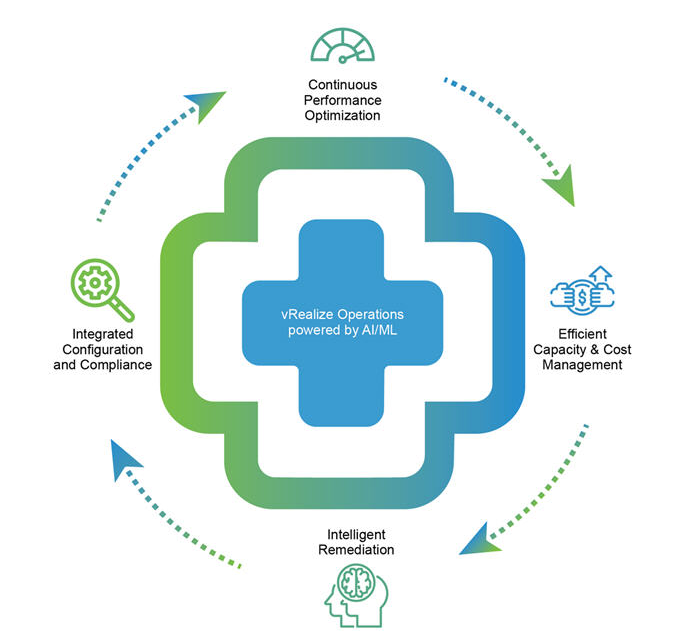 Continuous
Performance
Optimization
vRealize Operations
powered by AI/ML
Integrated
Configuration
and Compliance
$
Efficient
Capacity & Cost
Management
Intelligent
Remediation